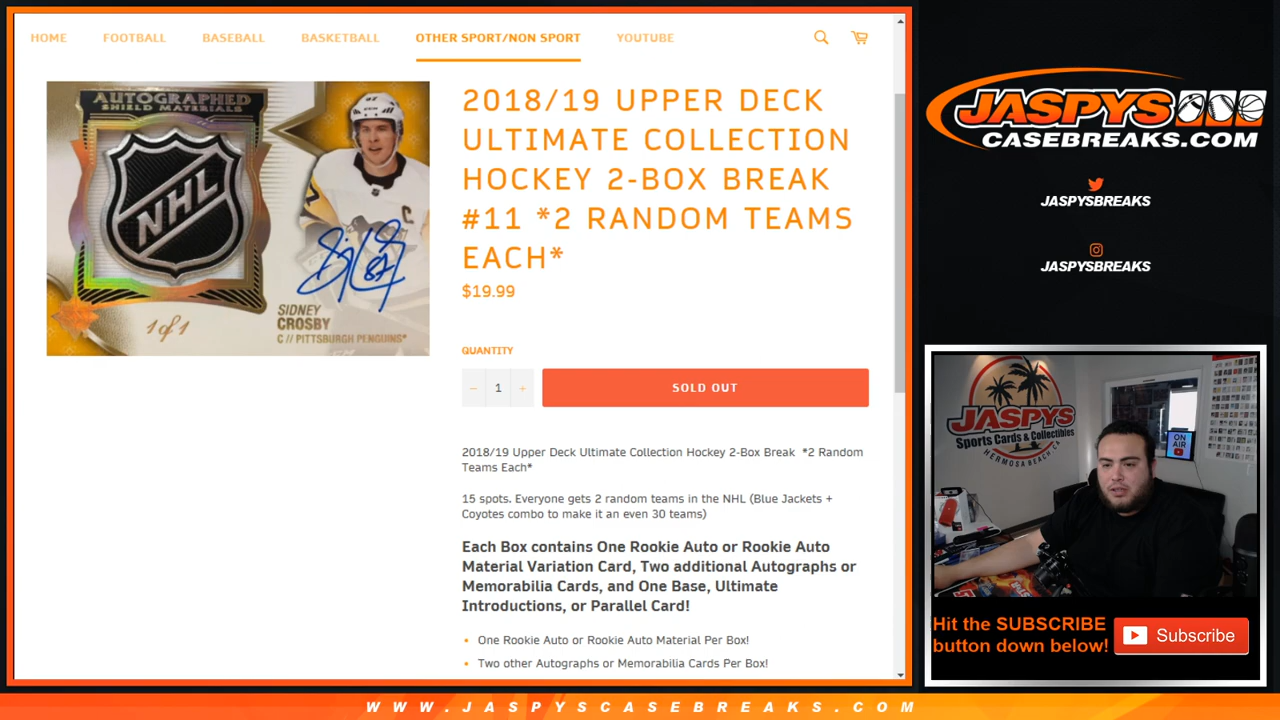 HOME FOOTBALL BASEBALL BASKETBALL OTHER SPORT/NON SPORT YOUTUBE
AUTOGRAPHED
SHIELD MATERIALS
NHL
C
1 of 1
SIDNEY
CROSBY
C // PITTSBURGH PENGUINS
2018/19 UPPER DECK
ULTIMATE COLLECTION
HOCKEY 2-BOX BREAK
#11 *2 RANDOM TEAMS
EACH*
$19.99
QUANTITY
− 1 +
SOLD OUT
2018/19 Upper Deck Ultimate Collection Hockey 2-Box Break *2 Random
Teams Each*
15 spots. Everyone gets 2 random teams in the NHL (Blue Jackets +
Coyotes combo to make it an even 30 teams)
Each Box contains One Rookie Auto or Rookie Auto
Material Variation Card, Two additional Autographs or
Memorabilia Cards, and One Base, Ultimate
Introductions, or Parallel Card!
• One Rookie Auto or Rookie Auto Material Per Box!
• Two other Autographs or Memorabilia Cards Per Box!
JASPYS
CASEBREAKS.COM
JASPYSBREAKS
JASPYSBREAKS
JASPYS
Sports Cards & Collectibles
HERMOSA BEACH CA
ON
AIR
Hit the SUBSCRIBE
button down below!
Subscribe
WWW.JASPYSCASEBREAKS.COM